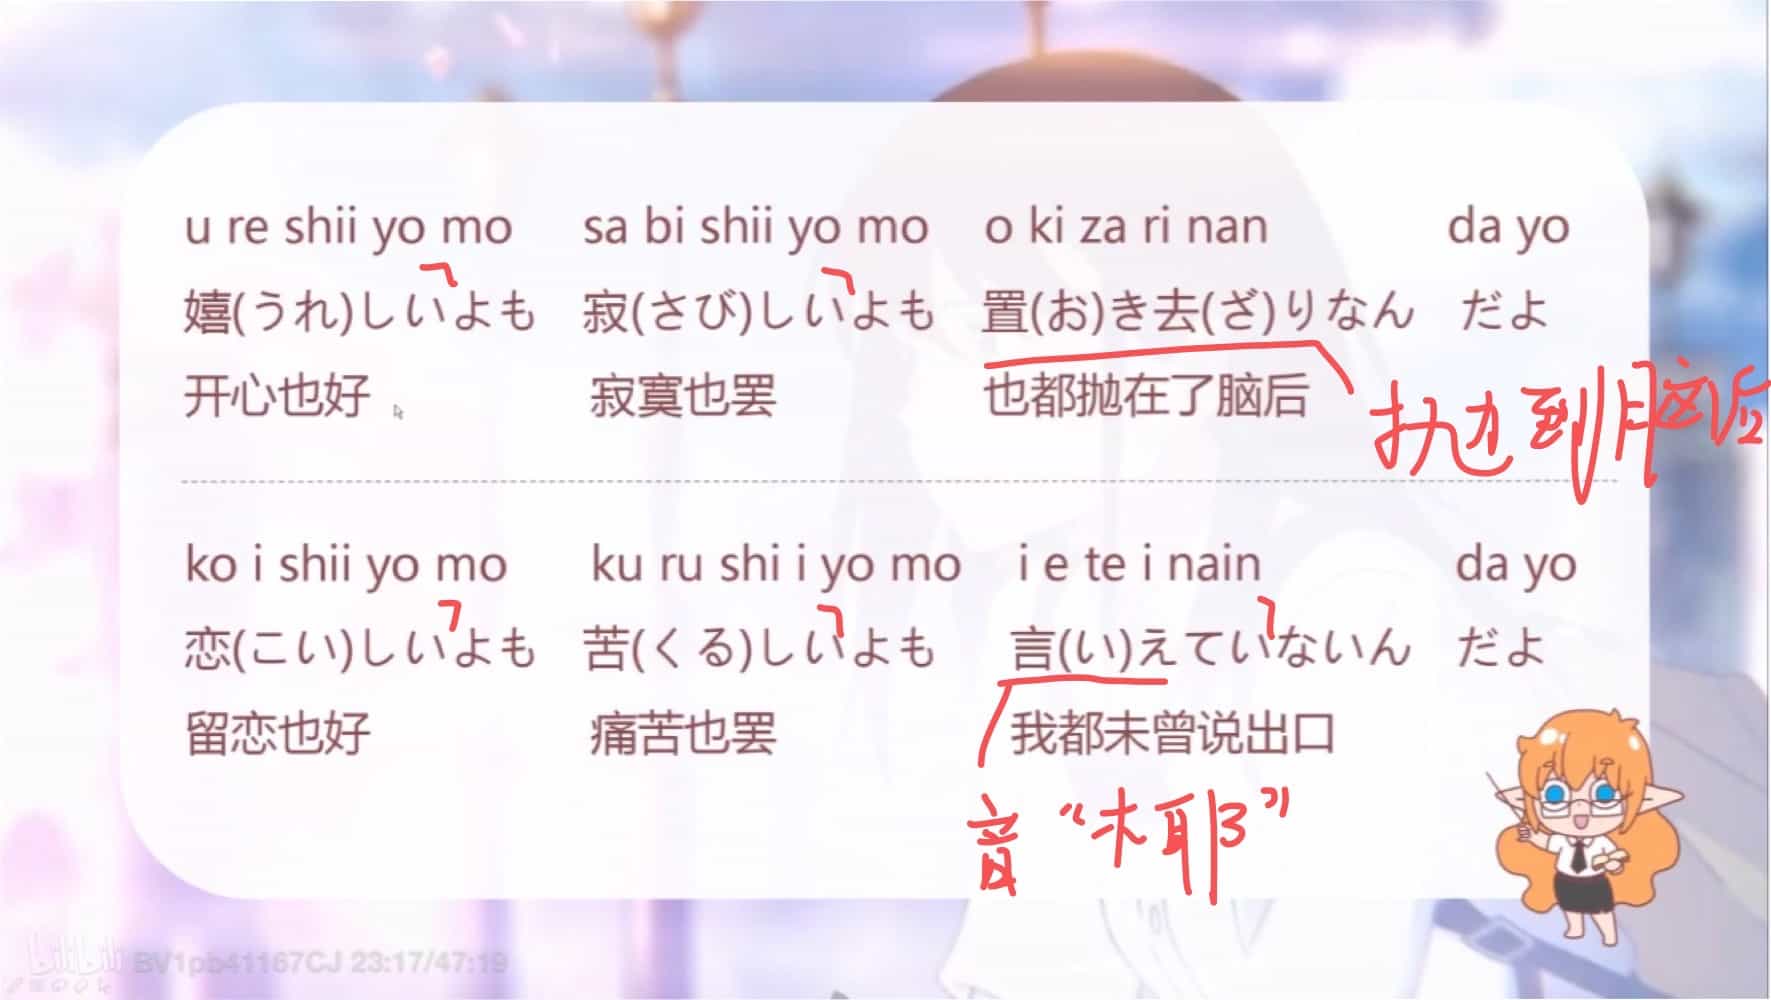 u re shii yo mo sa bi shii yo mo o ki za ri nan da yo
嬉(うれ)しいよも 寂(さび)しいよも 置(お)き去(ざ)りなん だよ
开心也好 寂寞也罢 也都抛在了脑后
抛到脑后
ko i shii yo mo ku ru shi i yo mo i e te i nain da yo
恋(こい)しいよも 苦(くる)しいよも 言(い)えていないん だよ
留恋也好 痛苦也罢 我都未曾说出口
音“木耶”
bilibili BV1pb41167CJ 23:17/47:19